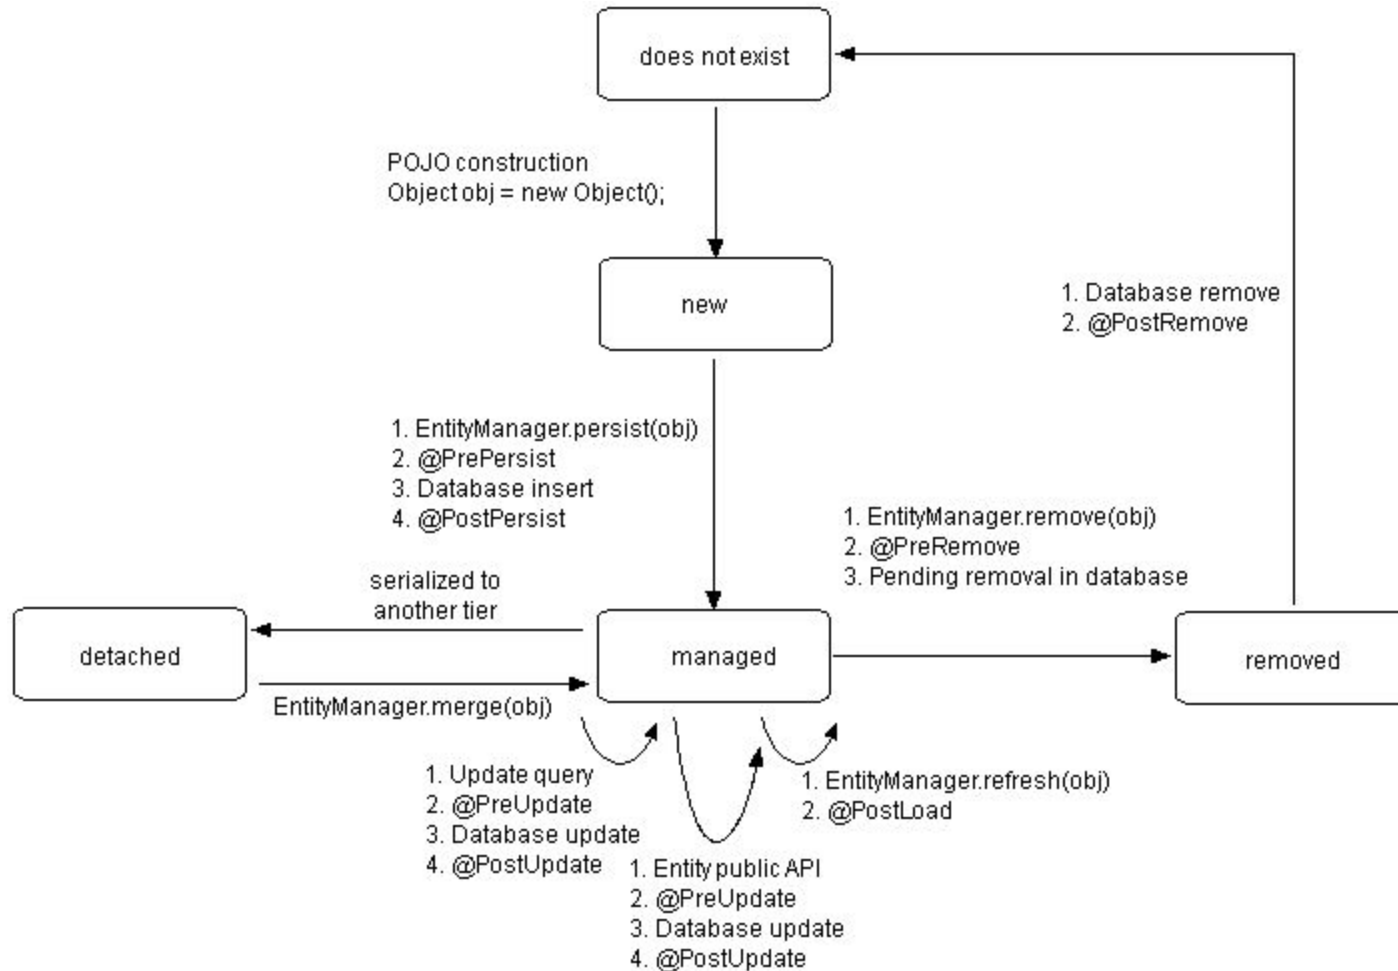 does not exist
POJO construction
Object obj = new Object();
new
1. Database remove
2. @PostRemove
1. EntityManager.persist(obj)
2. @PrePersist
3. Database insert
4. @PostPersist
1. EntityManager.remove(obj)
2. @PreRemove
3. Pending removal in database
serialized to
another tier
detached
managed
removed
EntityManager.merge(obj)
1. Update query
2. @PreUpdate
3. Database update
4. @PostUpdate
1. EntityManager.refresh(obj)
2. @PostLoad
1. Entity public API
2. @PreUpdate
3. Database update
4. @PostUpdate